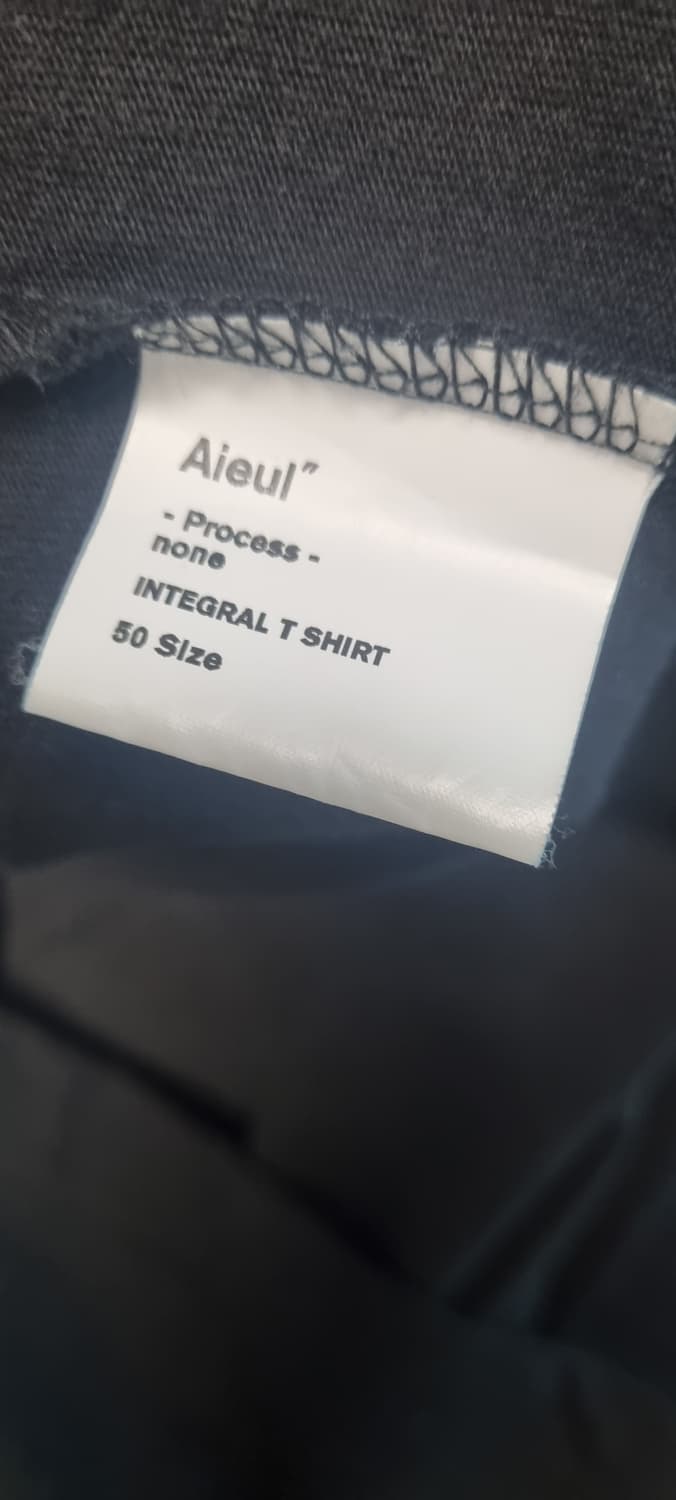 Aieul"
- Process -
none
INTEGRAL T SHIRT
50 Size